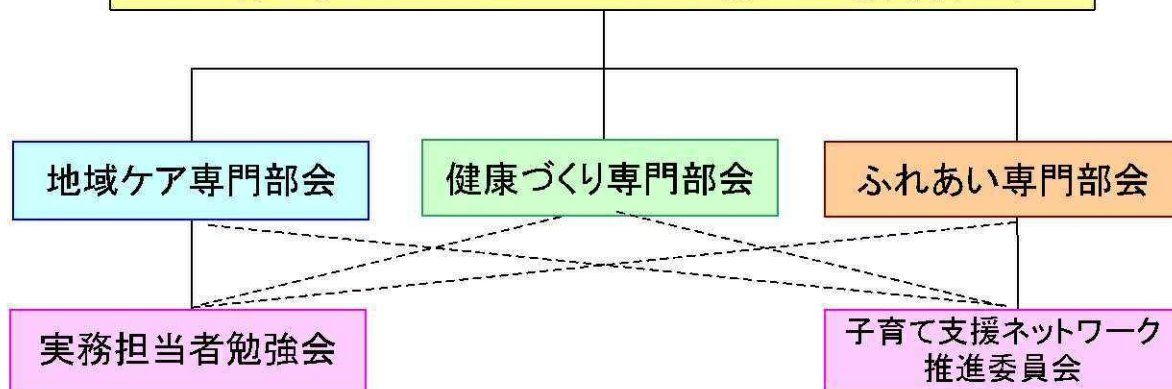 地域ケア専門部会
健康づくり専門部会
ふれあい専門部会
実務担当者勉強会
子育て支援ネットワーク
推進委員会